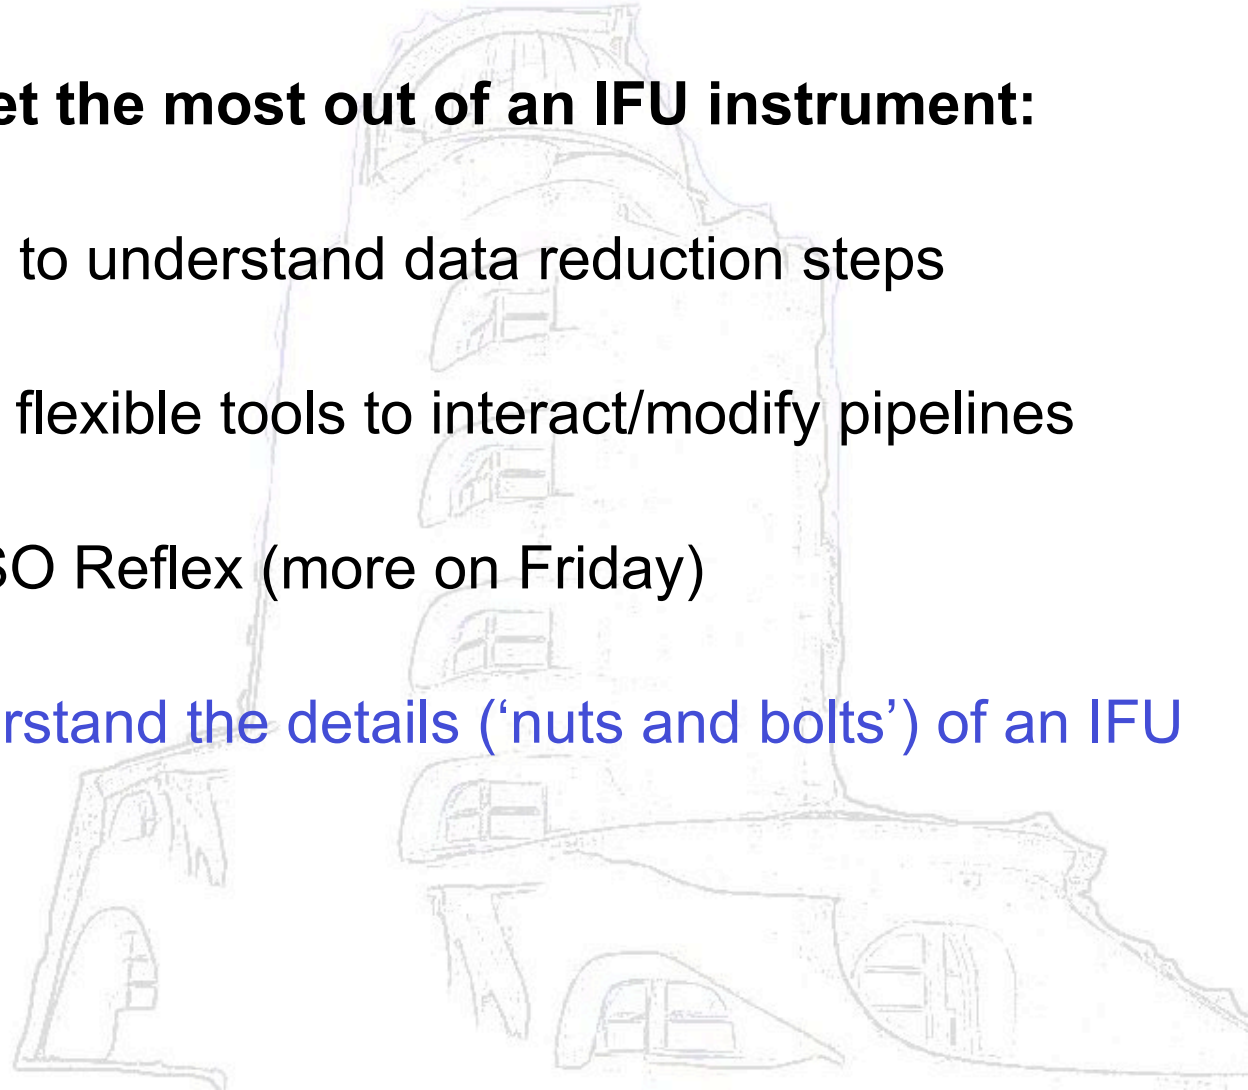 et the most out of an IFU instrument:
to understand data reduction steps
flexible tools to interact/modify pipelines
SO Reflex (more on Friday)
rstand the details (‘nuts and bolts’) of an IFU